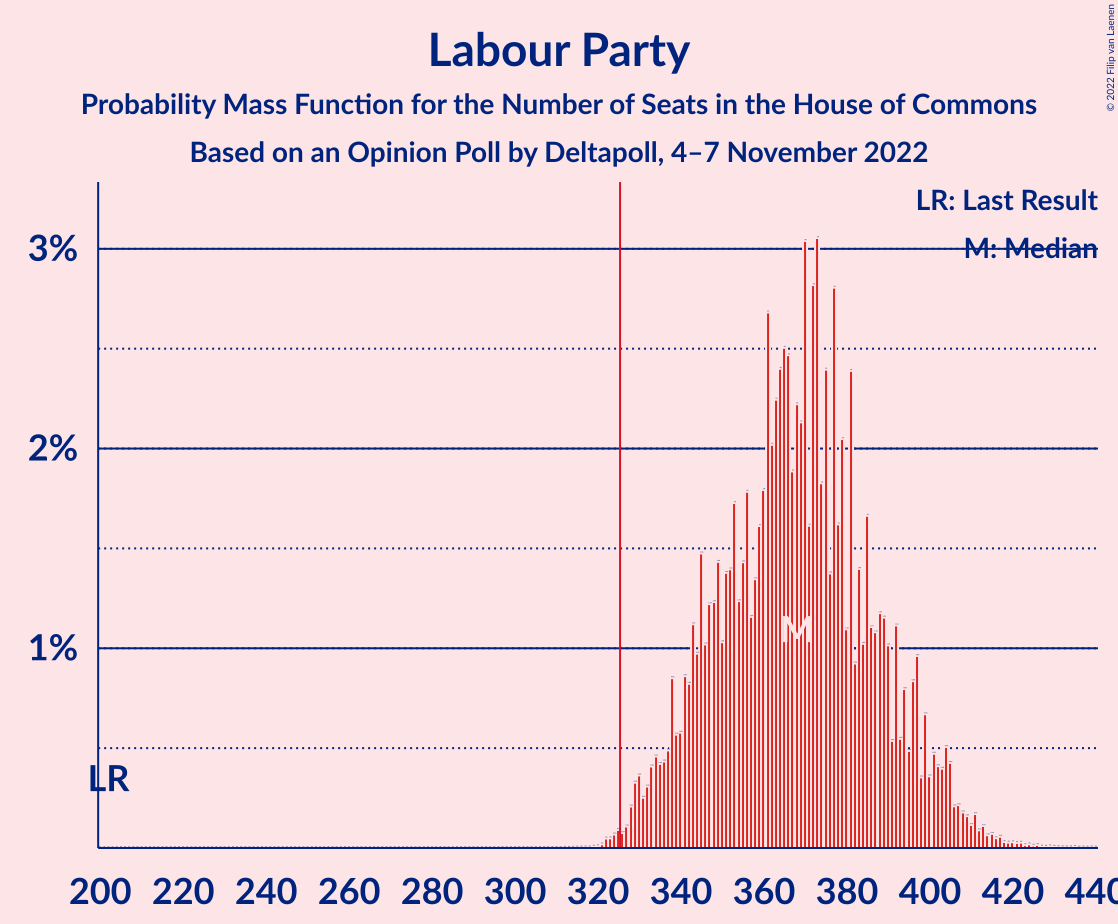 © 2022 Filip van Laenen
Labour Party
Probability Mass Function for the Number of Seats in the House of Commons
Based on an Opinion Poll by Deltapoll, 4–7 November 2022
LR: Last Result
M: Median
3%
2%
1%
M
LR
200 220 240 260 280 300 320 340 360 380 400 420 440